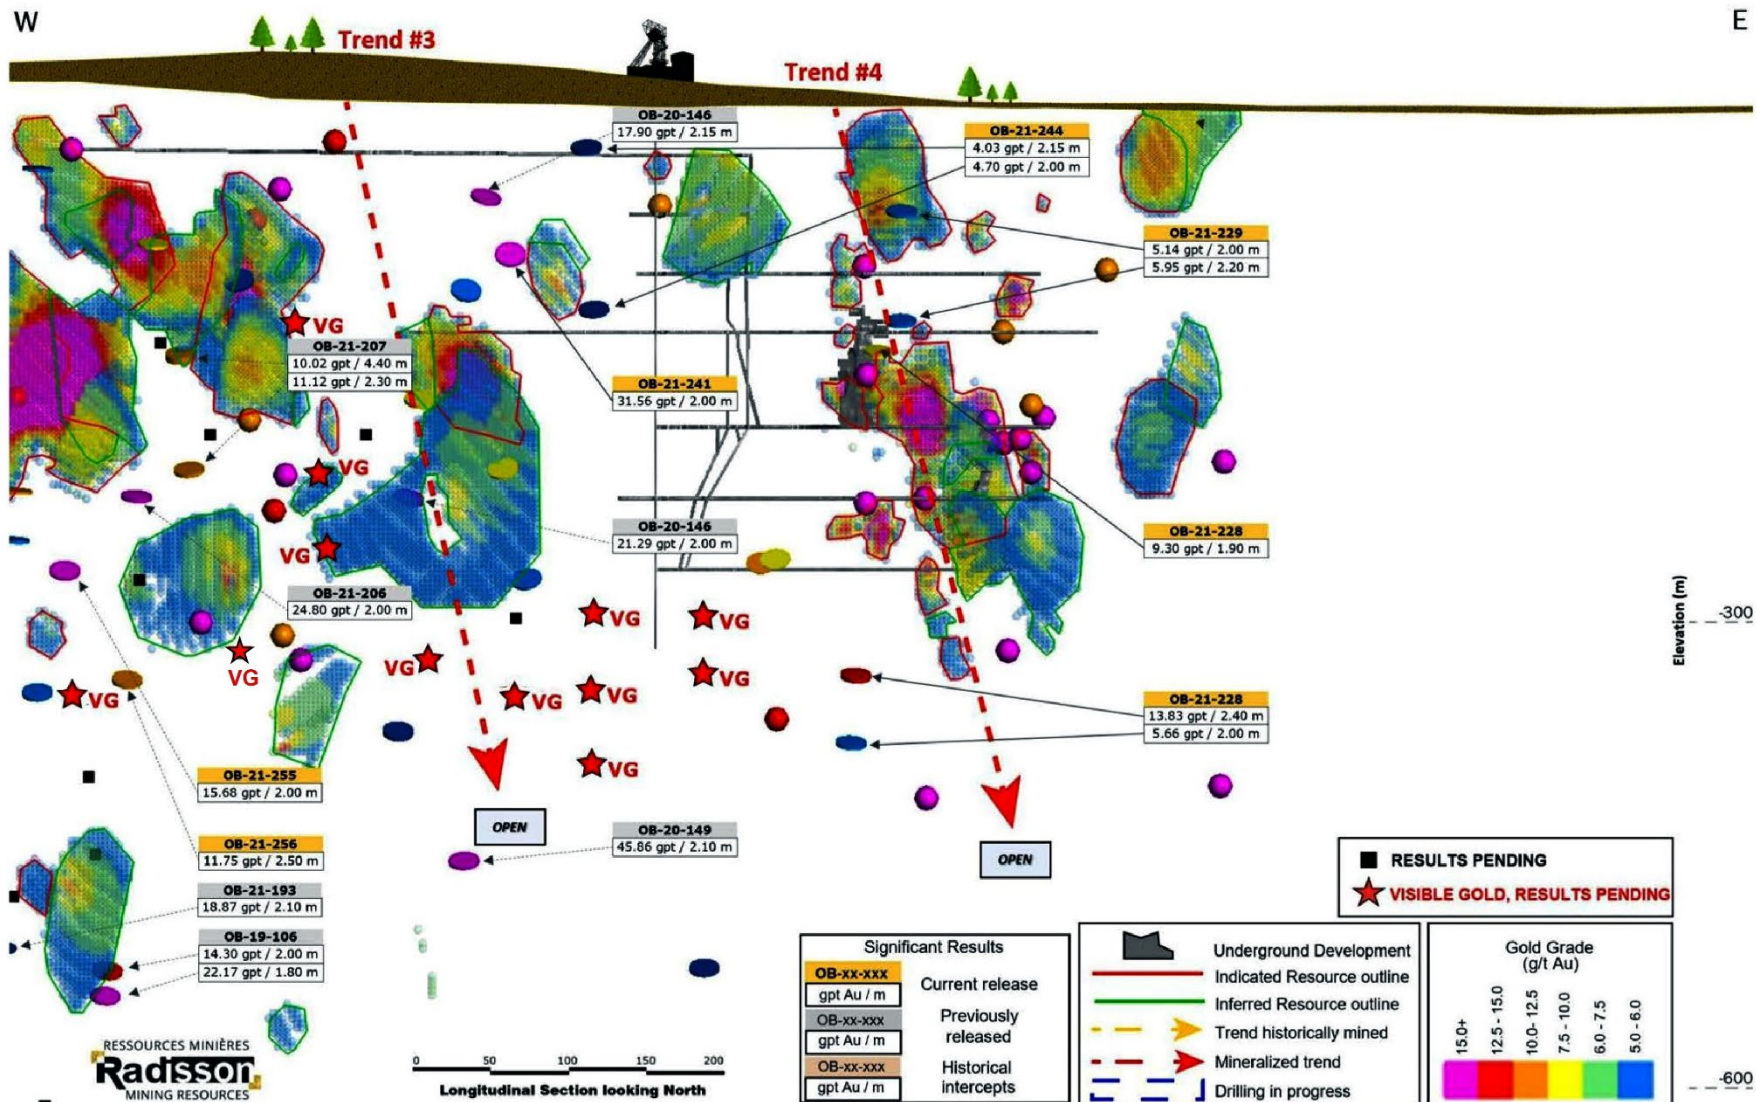 W
E
Trend #3
Trend #4
OB-20-146
17.90 gpt / 2.15 m
OB-21-244
4.03 gpt / 2.15 m
4.70 gpt / 2.00 m
OB-21-229
5.14 gpt / 2.00 m
5.95 gpt / 2.20 m
VG
OB-21-207
10.02 gpt / 4.40 m
11.12 gpt / 2.30 m
OB-21-241
31.56 gpt / 2.00 m
VG
OB-20-146
21.29 gpt / 2.00 m
OB-21-228
9.30 gpt / 1.90 m
VG
OB-21-206
24.80 gpt / 2.00 m
VG
VG
Elevation (m)
-300
VG
VG
VG
VG
VG
VG
VG
OB-21-228
13.83 gpt / 2.40 m
5.66 gpt / 2.00 m
VG
OB-21-255
15.68 gpt / 2.00 m
OPEN
OB-20-149
45.86 gpt / 2.10 m
OPEN
OB-21-256
11.75 gpt / 2.50 m
OB-21-193
18.87 gpt / 2.10 m
OB-19-106
14.30 gpt / 2.00 m
22.17 gpt / 1.80 m
RESULTS PENDING
VISIBLE GOLD, RESULTS PENDING
RESSOURCES MINIÈRES
Radisson
MINING RESOURCES
0 50 100 150 200
Longitudinal Section looking North
Significant Results
OB-xx-xxx
gpt Au / m
Current release
OB-xx-xxx
gpt Au / m
Previously
released
OB-xx-xxx
gpt Au / m
Historical
intercepts
Underground Development
Indicated Resource outline
Inferred Resource outline
Trend historically mined
Mineralized trend
Drilling in progress
Gold Grade
(g/t Au)
15.0+
12.5 - 15.0
10.0- 12.5
7.5 - 10.0
6.0 - 7.5
5.0 - 6.0
-600